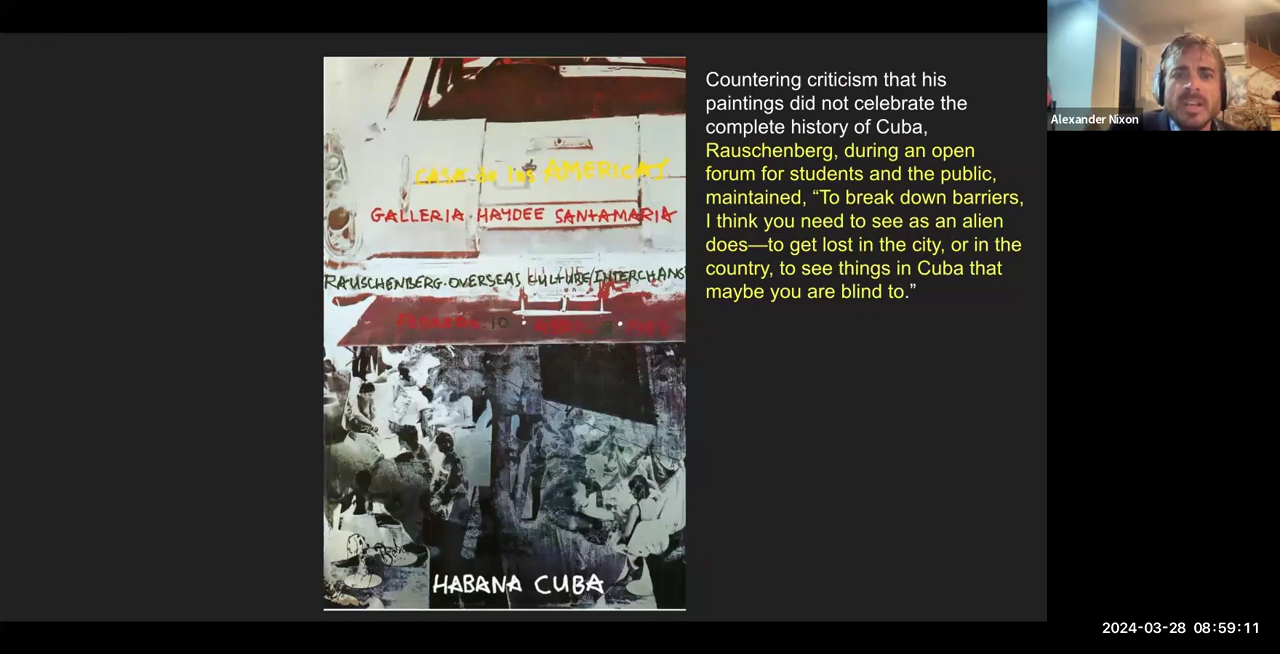 CASA de las AMERICAS
GALLERIA·HAYDEE SANTAMARIA
RAUSCHENBERG·OVERSEAS CULTURE/INTERCHANG
HABANA CUBA
Countering criticism that his
paintings did not celebrate the
complete history of Cuba,
Rauschenberg, during an open
forum for students and the public,
maintained, “To break down barriers,
I think you need to see as an alien
does—to get lost in the city, or in the
country, to see things in Cuba that
maybe you are blind to.”
Alexander Nixon
2024-03-28 08:59:11